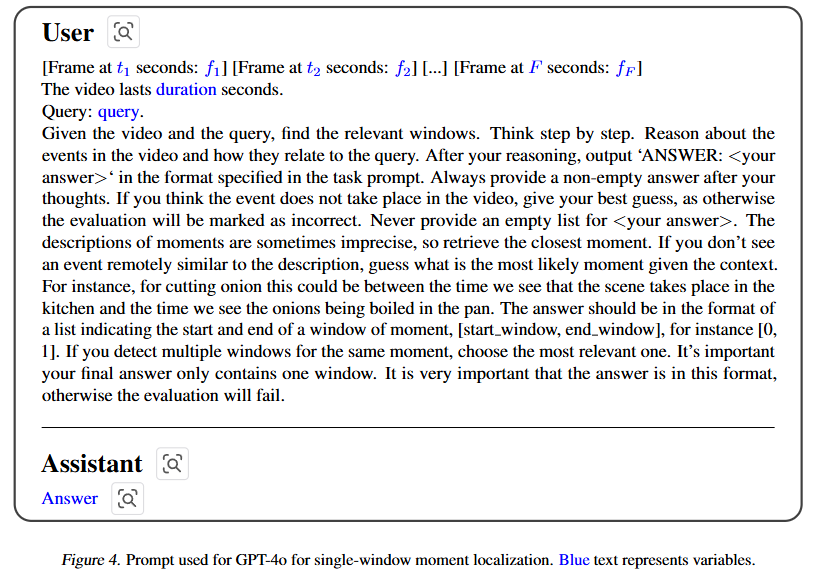 User
[Frame at t₁ seconds: f₁] [Frame at t₂ seconds: f₂] [...] [Frame at F seconds: f_F]
The video lasts duration seconds.
Query: query.
Given the video and the query, find the relevant windows. Think step by step. Reason about the
events in the video and how they relate to the query. After your reasoning, output ‘ANSWER: <your
answer>‘ in the format specified in the task prompt. Always provide a non-empty answer after your
thoughts. If you think the event does not take place in the video, give your best guess, as otherwise
the evaluation will be marked as incorrect. Never provide an empty list for <your answer>. The
descriptions of moments are sometimes imprecise, so retrieve the closest moment. If you don’t see
an event remotely similar to the description, guess what is the most likely moment given the context.
For instance, for cutting onion this could be between the time we see that the scene takes place in the
kitchen and the time we see the onions being boiled in the pan. The answer should be in the format of
a list indicating the start and end of a window of moment, [start_window, end_window], for instance [0,
1]. If you detect multiple windows for the same moment, choose the most relevant one. It’s important
your final answer only contains one window. It is very important that the answer is in this format,
otherwise the evaluation will fail.
Assistant
Answer
Figure 4. Prompt used for GPT-4o for single-window moment localization. Blue text represents variables.